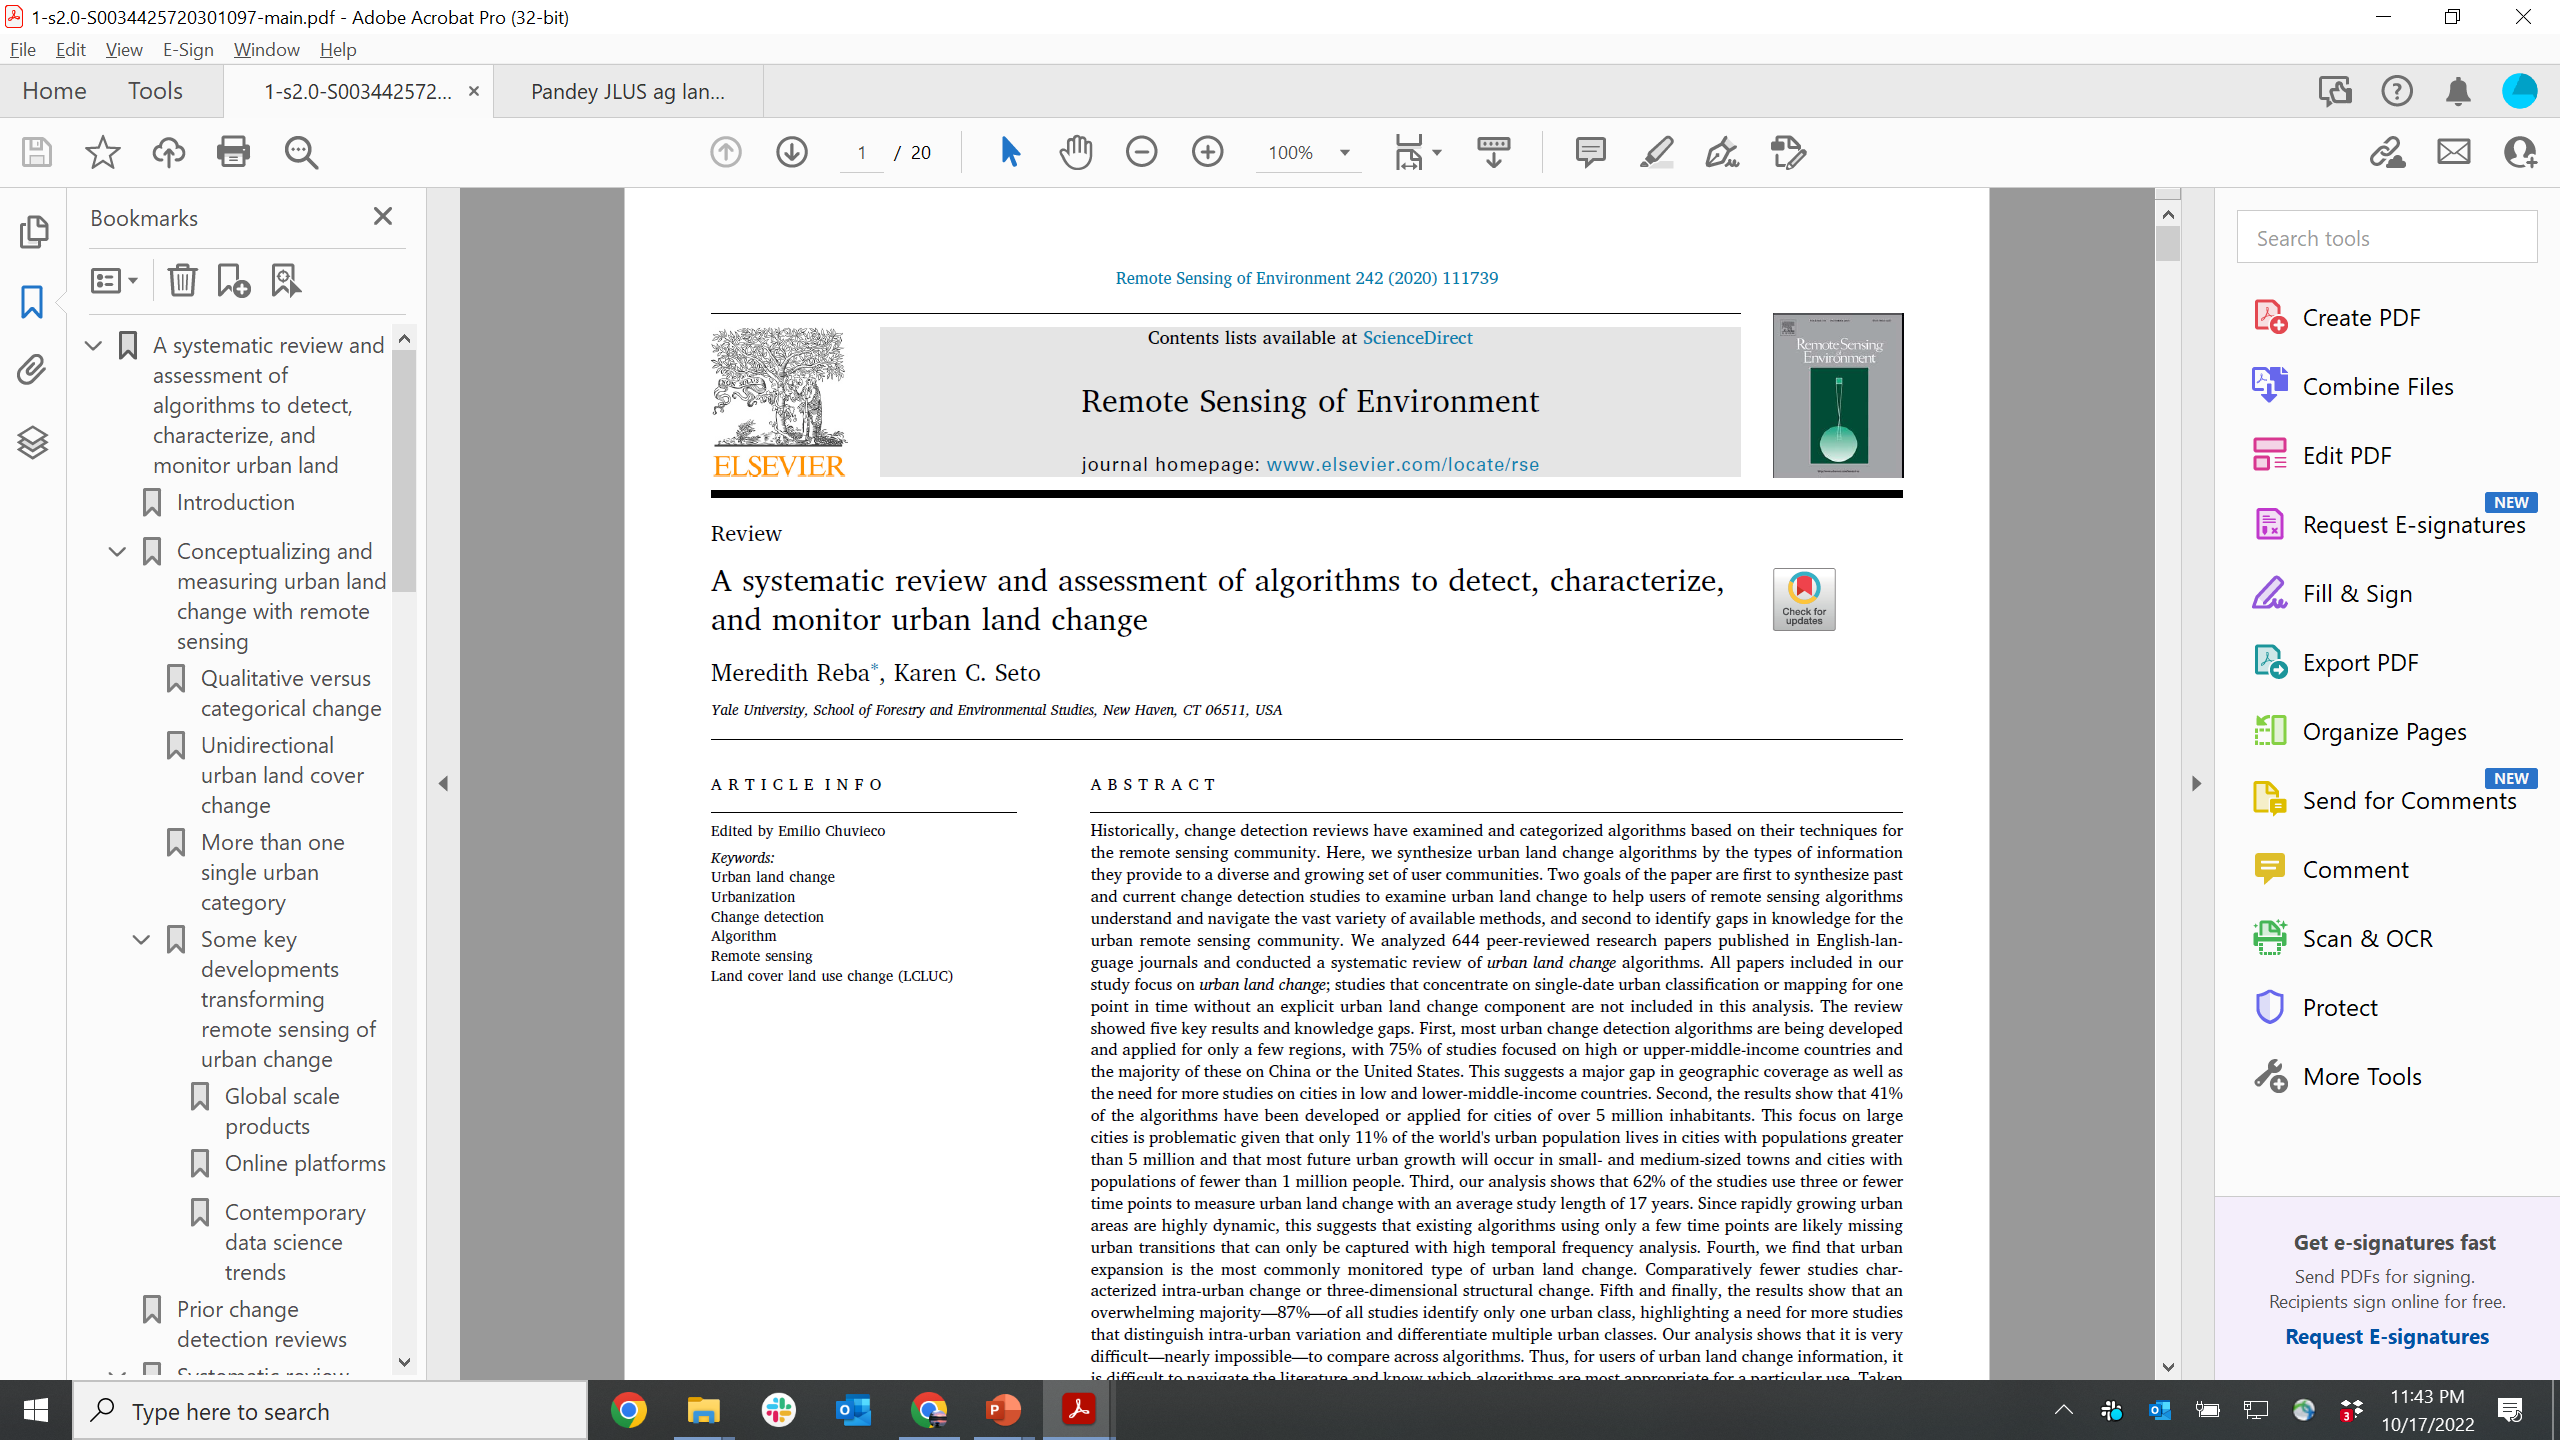 1-s2.0-S0034425720301097-main.pdf - Adobe Acrobat Pro (32-bit)
File Edit View E-Sign Window Help
Home Tools 1-s2.0-S003442572... × Pandey JLUS ag lan...
1 / 20 100%
Bookmarks
A systematic review and
assessment of
algorithms to detect,
characterize, and
monitor urban land
Introduction
Conceptualizing and
measuring urban land
change with remote
sensing
Qualitative versus
categorical change
Unidirectional
urban land cover
change
More than one
single urban
category
Some key
developments
transforming
remote sensing of
urban change
Global scale
products
Online platforms
Contemporary
data science
trends
Prior change
detection reviews
Systematic review
Remote Sensing of Environment 242 (2020) 111739
Contents lists available at ScienceDirect
Remote Sensing of Environment
journal homepage: www.elsevier.com/locate/rse
ELSEVIER
Remote Sensing
of
Environment
Review
A systematic review and assessment of algorithms to detect, characterize,
and monitor urban land change
Check for
updates
Meredith Reba*, Karen C. Seto
Yale University, School of Forestry and Environmental Studies, New Haven, CT 06511, USA
ARTICLE INFO
Edited by Emilio Chuvieco
Keywords:
Urban land change
Urbanization
Change detection
Algorithm
Remote sensing
Land cover land use change (LCLUC)
ABSTRACT
Historically, change detection reviews have examined and categorized algorithms based on their techniques for
the remote sensing community. Here, we synthesize urban land change algorithms by the types of information
they provide to a diverse and growing set of user communities. Two goals of the paper are first to synthesize past
and current change detection studies to examine urban land change to help users of remote sensing algorithms
understand and navigate the vast variety of available methods, and second to identify gaps in knowledge for the
urban remote sensing community. We analyzed 644 peer-reviewed research papers published in English-lan-
guage journals and conducted a systematic review of urban land change algorithms. All papers included in our
study focus on urban land change; studies that concentrate on single-date urban classification or mapping for one
point in time without an explicit urban land change component are not included in this analysis. The review
showed five key results and knowledge gaps. First, most urban change detection algorithms are being developed
and applied for only a few regions, with 75% of studies focused on high or upper-middle-income countries and
the majority of these on China or the United States. This suggests a major gap in geographic coverage as well as
the need for more studies on cities in low and lower-middle-income countries. Second, the results show that 41%
of the algorithms have been developed or applied for cities of over 5 million inhabitants. This focus on large
cities is problematic given that only 11% of the world's urban population lives in cities with populations greater
than 5 million and that most future urban growth will occur in small- and medium-sized towns and cities with
populations of fewer than 1 million people. Third, our analysis shows that 62% of the studies use three or fewer
time points to measure urban land change with an average study length of 17 years. Since rapidly growing urban
areas are highly dynamic, this suggests that existing algorithms using only a few time points are likely missing
urban transitions that can only be captured with high temporal frequency analysis. Fourth, we find that urban
expansion is the most commonly monitored type of urban land change. Comparatively fewer studies char-
acterized intra-urban change or three-dimensional structural change. Fifth and finally, the results show that an
overwhelming majority—87%—of all studies identify only one urban class, highlighting a need for more studies
that distinguish intra-urban variation and differentiate multiple urban classes. Our analysis shows that it is very
difficult—nearly impossible—to compare across algorithms. Thus, for users of urban land change information, it
is difficult to navigate the literature and know which algorithms are most appropriate for a particular use. Taken
Search tools
Create PDF
Combine Files
Edit PDF
NEW
Request E-signatures
Fill & Sign
Export PDF
Organize Pages
NEW
Send for Comments
Comment
Scan & OCR
Protect
More Tools
Get e-signatures fast
Send PDFs for signing.
Recipients sign online for free.
Request E-signatures
Type here to search
3
11:43 PM
10/17/2022